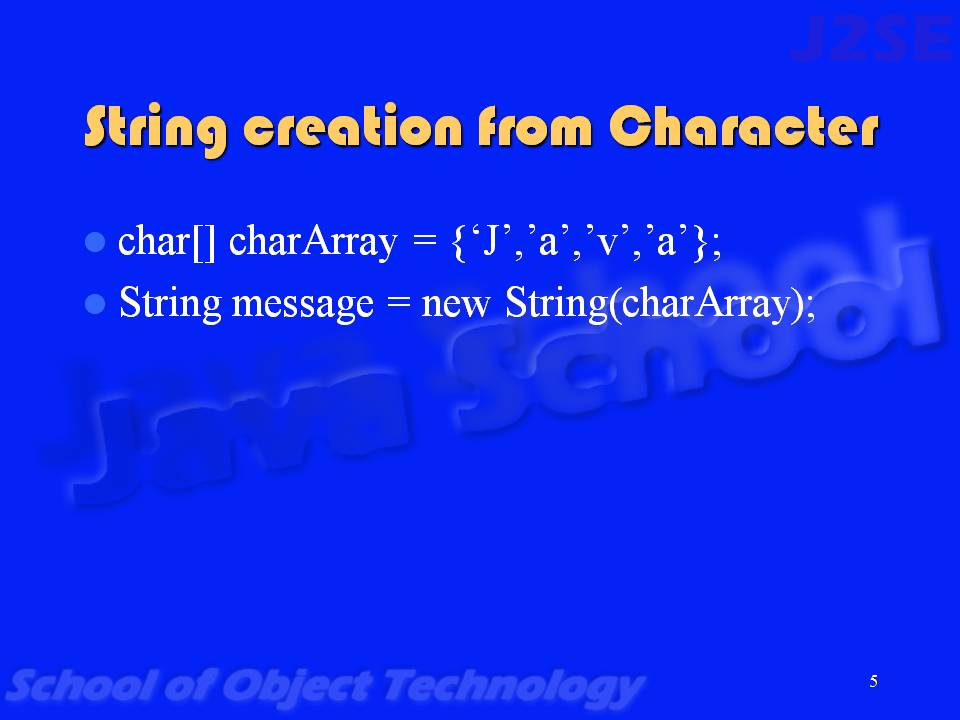 J2SE
String creation from Character
char[] charArray = {‘J’,’a’,’v’,’a’};
String message = new String(charArray);
Java School
School of Object Technology
5